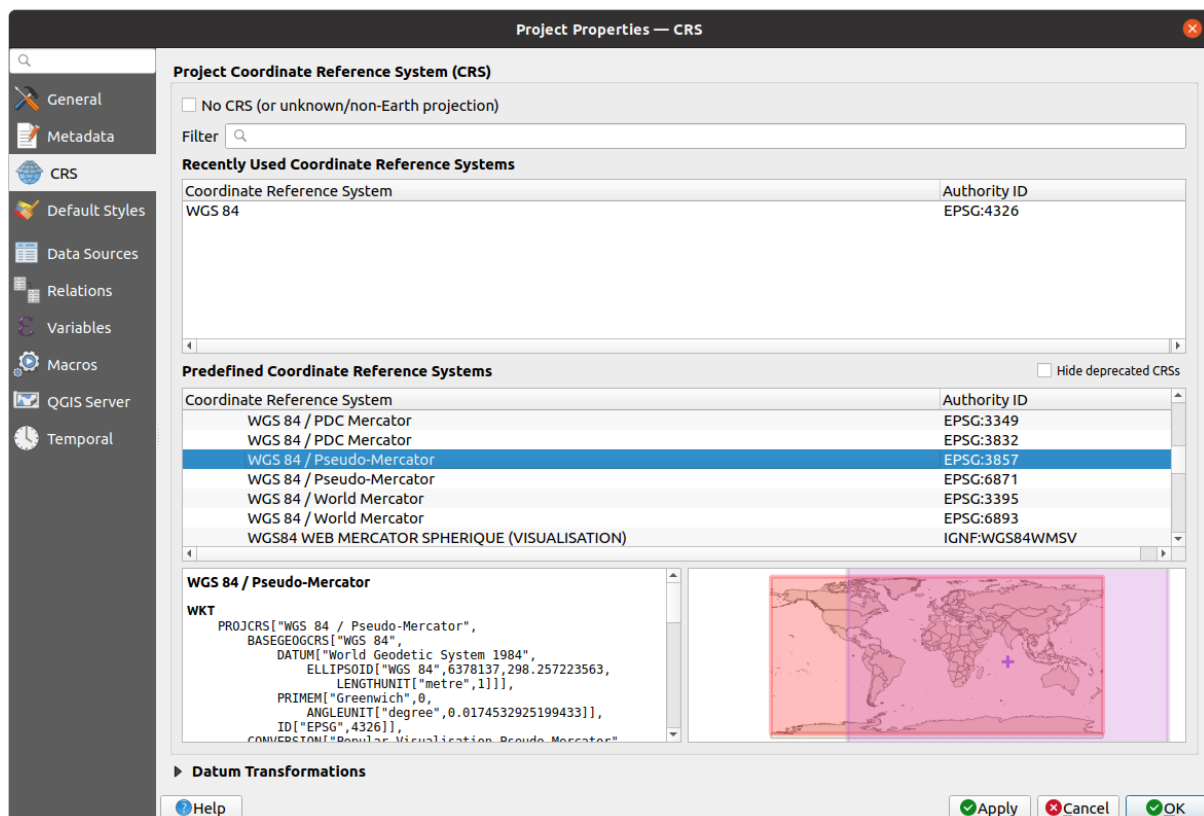 Project Properties — CRS
General
Metadata
CRS
Default Styles
Data Sources
Relations
Variables
Macros
QGIS Server
Temporal
Project Coordinate Reference System (CRS)
No CRS (or unknown/non-Earth projection)
Filter
Recently Used Coordinate Reference Systems
Coordinate Reference System Authority ID
WGS 84 EPSG:4326
Predefined Coordinate Reference Systems Hide deprecated CRSs
Coordinate Reference System Authority ID
WGS 84 / PDC Mercator EPSG:3349
WGS 84 / PDC Mercator EPSG:3832
WGS 84 / Pseudo-Mercator EPSG:3857
WGS 84 / Pseudo-Mercator EPSG:6871
WGS 84 / World Mercator EPSG:3395
WGS 84 / World Mercator EPSG:6893
WGS84 WEB MERCATOR SPHERIQUE (VISUALISATION) IGNF:WGS84WMSV
WGS 84 / Pseudo-Mercator
WKT
PROJCRS["WGS 84 / Pseudo-Mercator",
BASEGEOGCRS["WGS 84",
DATUM["World Geodetic System 1984",
ELLIPSOID["WGS 84",6378137,298.257223563,
LENGTHUNIT["metre",1]]],
PRIMEM["Greenwich",0,
ANGLEUNIT["degree",0.0174532925199433]],
ID["EPSG",4326]],
CONVERSION["Popular Visualisation Pseudo-Mercator",
Datum Transformations
Help
Apply
Cancel
OK